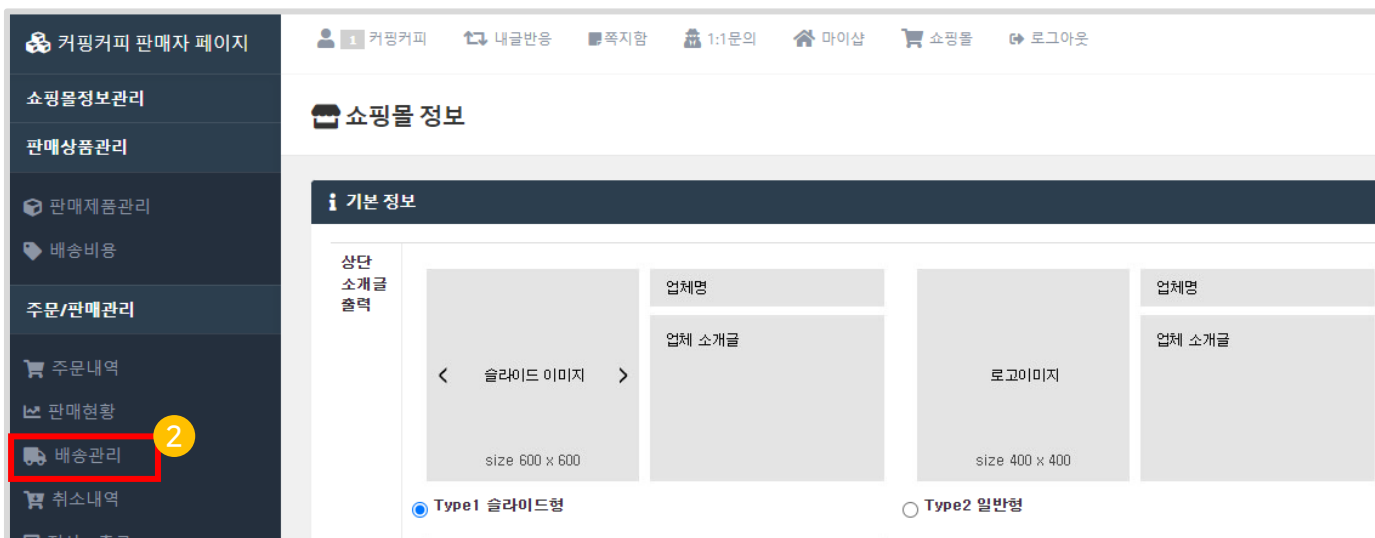 커핑커피 판매자 페이지
1 커핑커피 내글반응 쪽지함 1:1문의 마이샵 쇼핑몰 로그아웃
쇼핑몰정보관리
판매상품관리
판매제품관리
배송비용
주문/판매관리
주문내역
판매현황
배송관리
2
취소내역
쇼핑몰 정보
기본 정보
상단
소개글
출력
슬라이드 이미지
size 600 x 600
업체명
업체 소개글
Type1 슬라이드형
로고이미지
size 400 x 400
업체명
업체 소개글
Type2 일반형